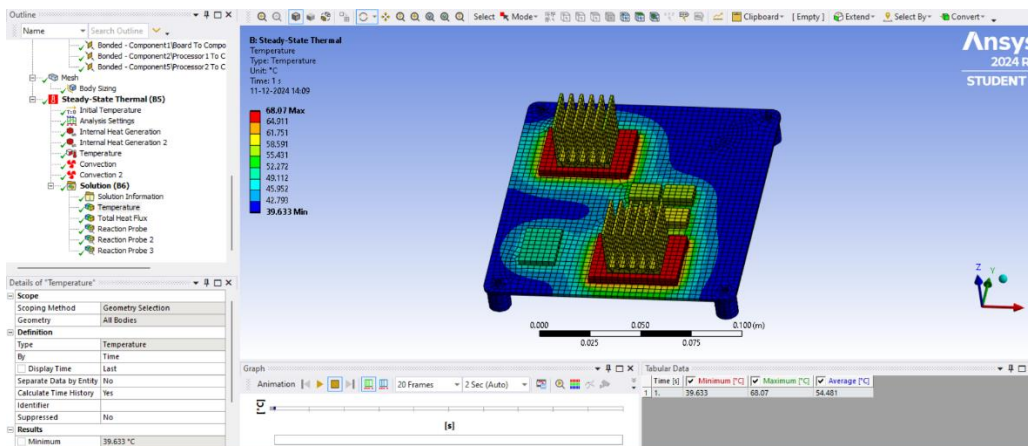 Outline
Name
Search Outline
Bonded - Component1\Board To Compo
Bonded - Component2\Processor1 To C
Bonded - Component5\Processor2 To C
Mesh
Body Sizing
Steady-State Thermal (B5)
Initial Temperature
Analysis Settings
Internal Heat Generation
Internal Heat Generation 2
Temperature
Convection
Convection 2
Solution (B6)
Solution Information
Temperature
Total Heat Flux
Reaction Probe
Reaction Probe 2
Reaction Probe 3
Details of "Temperature"
Scope
Scoping Method Geometry Selection
Geometry All Bodies
Definition
Type Temperature
By Time
Display Time Last
Separate Data by Entity No
Calculate Time History Yes
Identifier
Suppressed No
Results
Minimum 39.633 °C
Select Mode Clipboard [ Empty ] Extend Select By Convert
B: Steady-State Thermal
Temperature
Type: Temperature
Unit: °C
Time: 1 s
11-12-2024 14:09
68.07 Max
64.911
61.751
58.591
55.431
52.272
49.112
45.952
42.793
39.633 Min
Ansys
2024 R
STUDENT
Z
Y
0.000 0.050 0.100 (m)
0.025 0.075
Graph
Animation 20 Frames 2 Sec (Auto)
[°C]
[s]
Tabular Data
Time [s] Minimum [°C] Maximum [°C] Average [°C]
1 1. 39.633 68.07 54.481